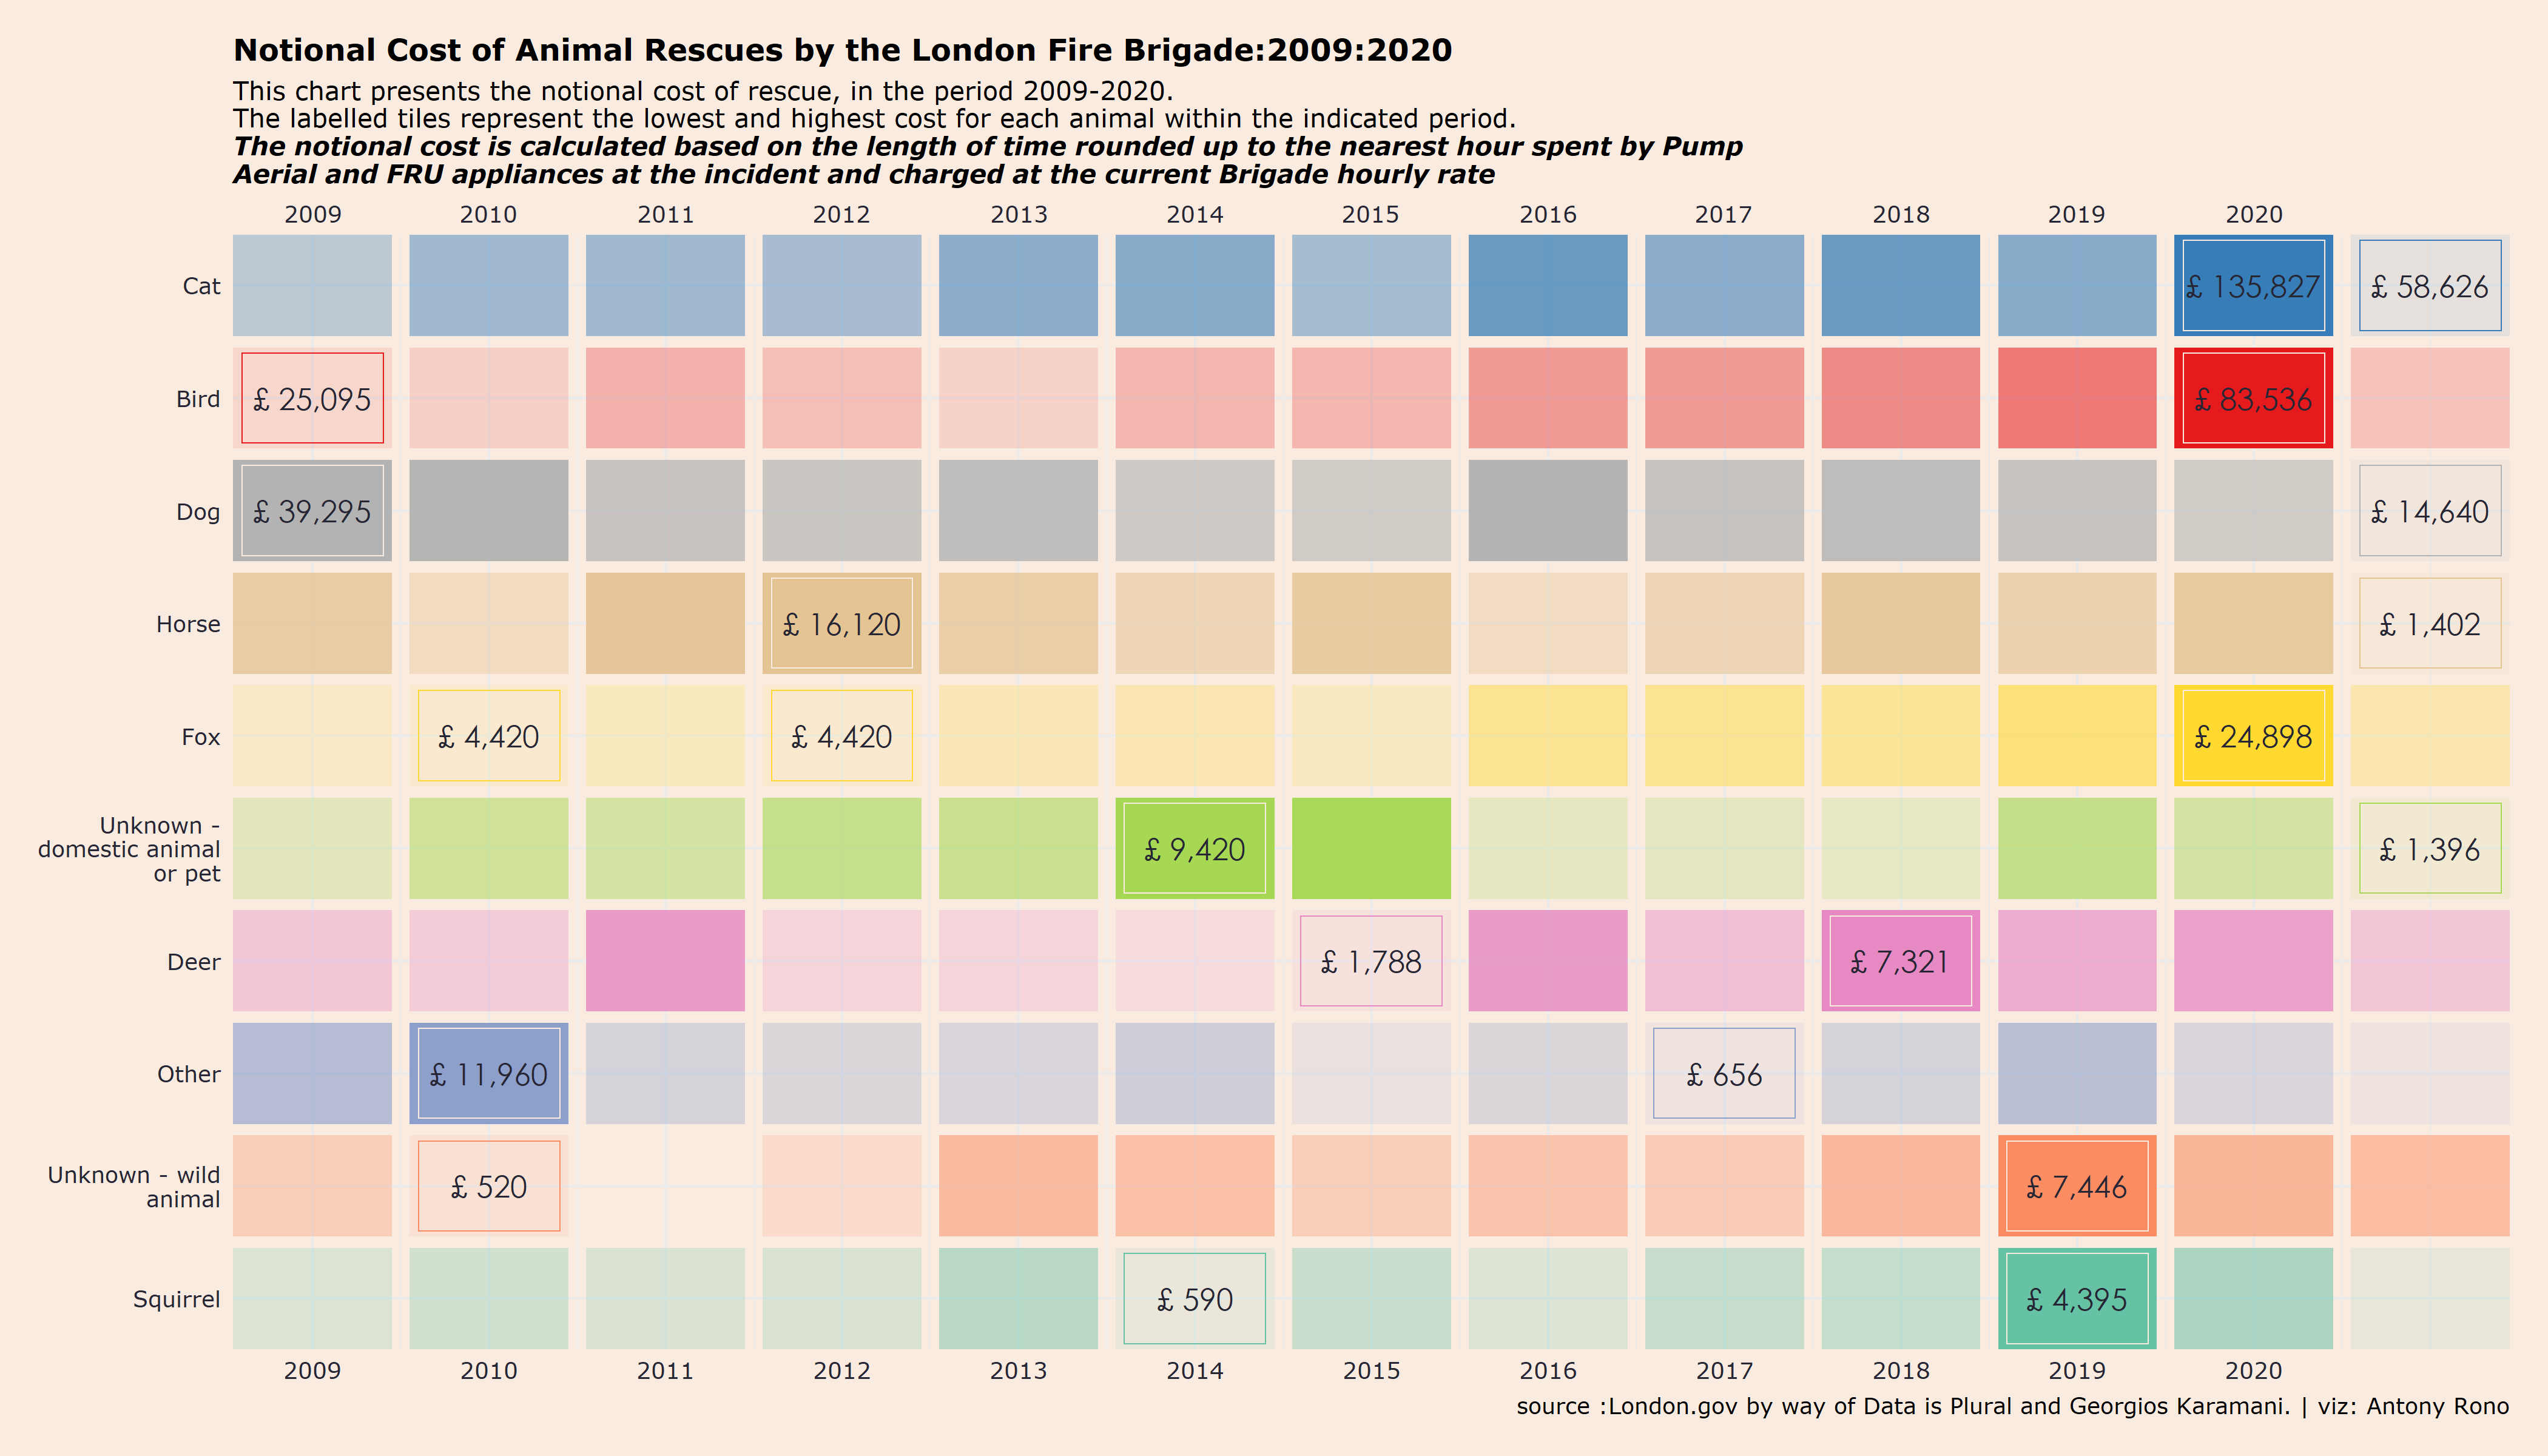 Notional Cost of Animal Rescues by the London Fire Brigade:2009:2020
This chart presents the notional cost of rescue, in the period 2009-2020.
The labelled tiles represent the lowest and highest cost for each animal within the indicated period.
The notional cost is calculated based on the length of time rounded up to the nearest hour spent by Pump
Aerial and FRU appliances at the incident and charged at the current Brigade hourly rate
2009 2010 2011 2012 2013 2014 2015 2016 2017 2018 2019 2020
Cat £ 135,827 £ 58,626
Bird £ 25,095 £ 83,536
Dog £ 39,295 £ 14,640
Horse £ 16,120 £ 1,402
Fox £ 4,420 £ 4,420 £ 24,898
Unknown -
domestic animal
or pet
£ 9,420 £ 1,396
Deer £ 1,788 £ 7,321
Other £ 11,960 £ 656
Unknown - wild
animal
£ 520 £ 7,446
Squirrel £ 590 £ 4,395
2009 2010 2011 2012 2013 2014 2015 2016 2017 2018 2019 2020
source :London.gov by way of Data is Plural and Georgios Karamani. | viz: Antony Rono